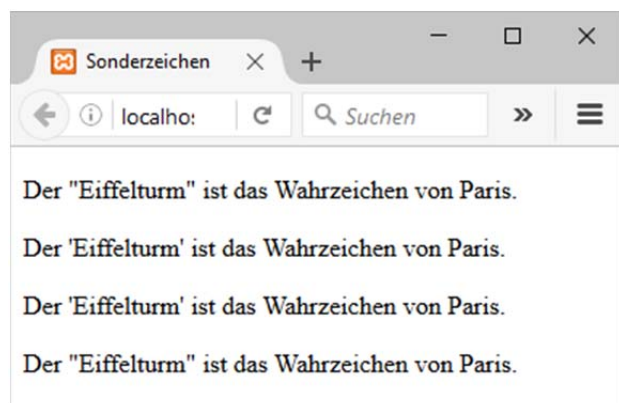 Sonderzeichen
localho:
Suchen
Der "Eiffelturm" ist das Wahrzeichen von Paris.
Der 'Eiffelturm' ist das Wahrzeichen von Paris.
Der 'Eiffelturm' ist das Wahrzeichen von Paris.
Der "Eiffelturm" ist das Wahrzeichen von Paris.